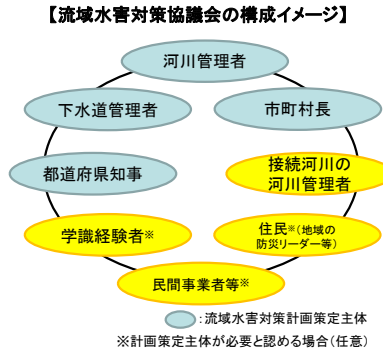 【流域水害対策協議会の構成イメージ】
河川管理者
下水道管理者
市町村長
都道府県知事
接続河川の
河川管理者
学識経験者※
住民※(地域の
防災リーダー等)
民間事業者等※
:流域水害対策計画策定主体
※計画策定主体が必要と認める場合(任意)